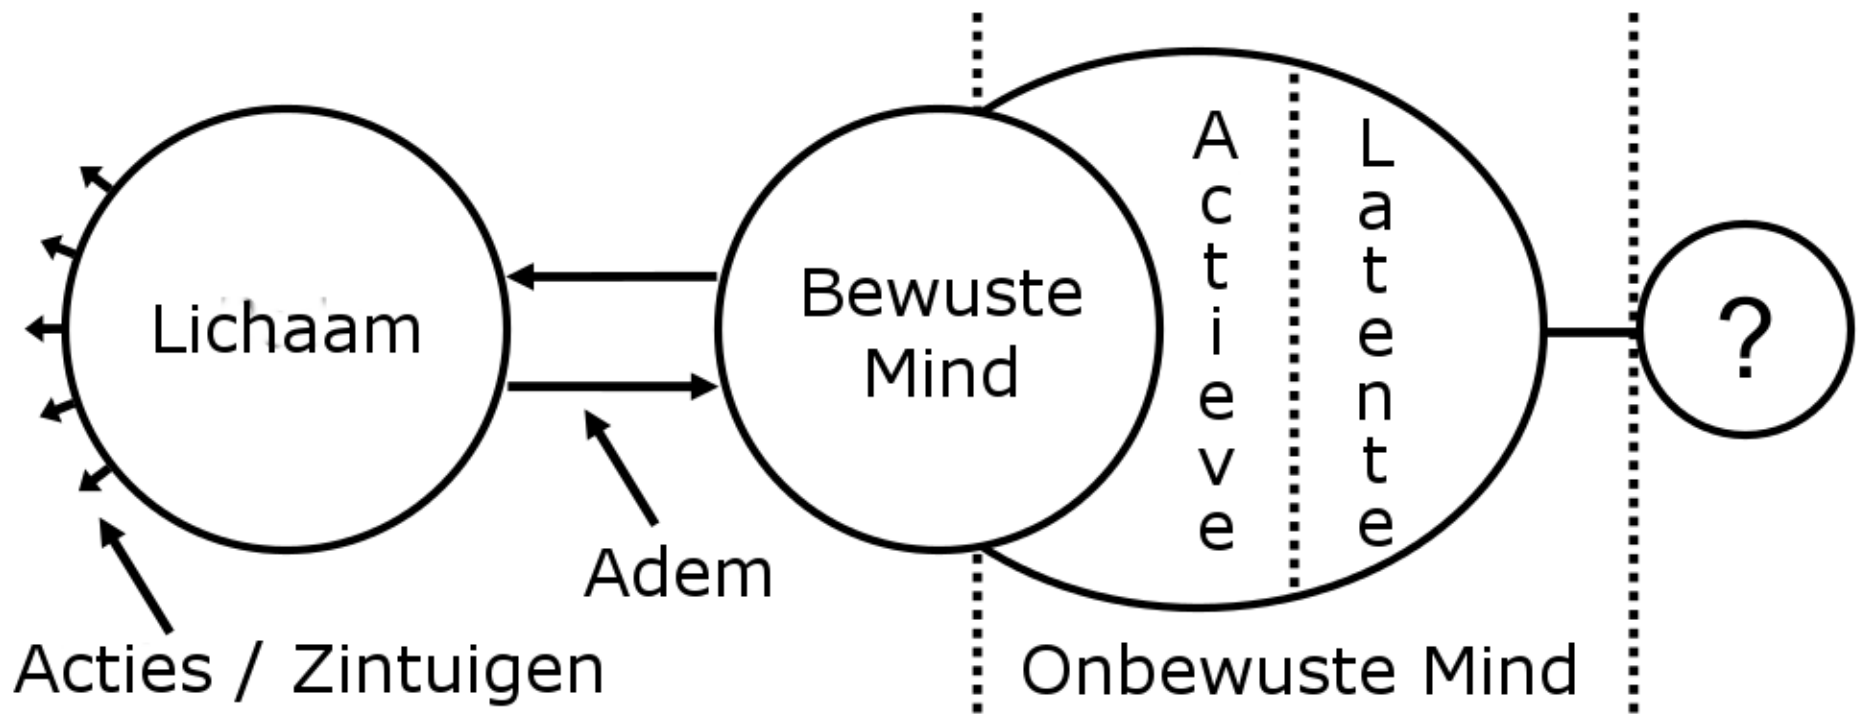 Lichaam
Bewuste
Mind
Actieve
Latente
?
Adem
Acties / Zintuigen
Onbewuste Mind